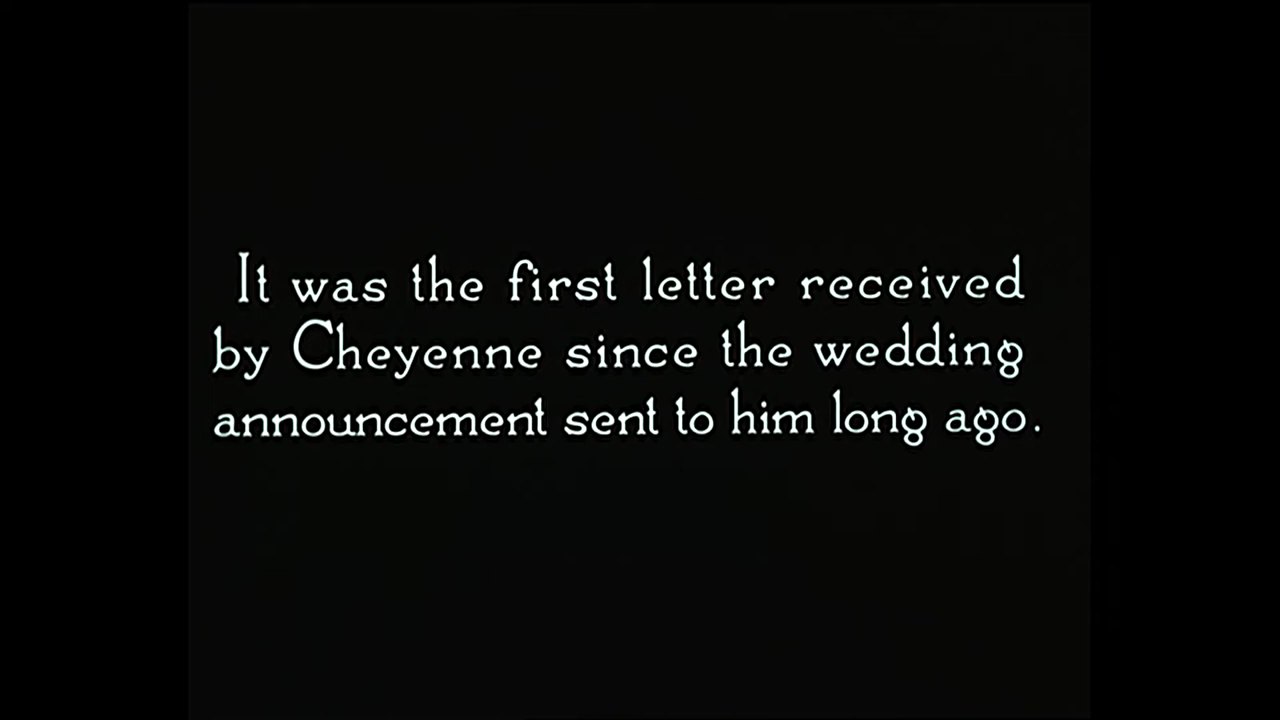 It was the first letter received
by Cheyenne since the wedding
announcement sent to him long ago.